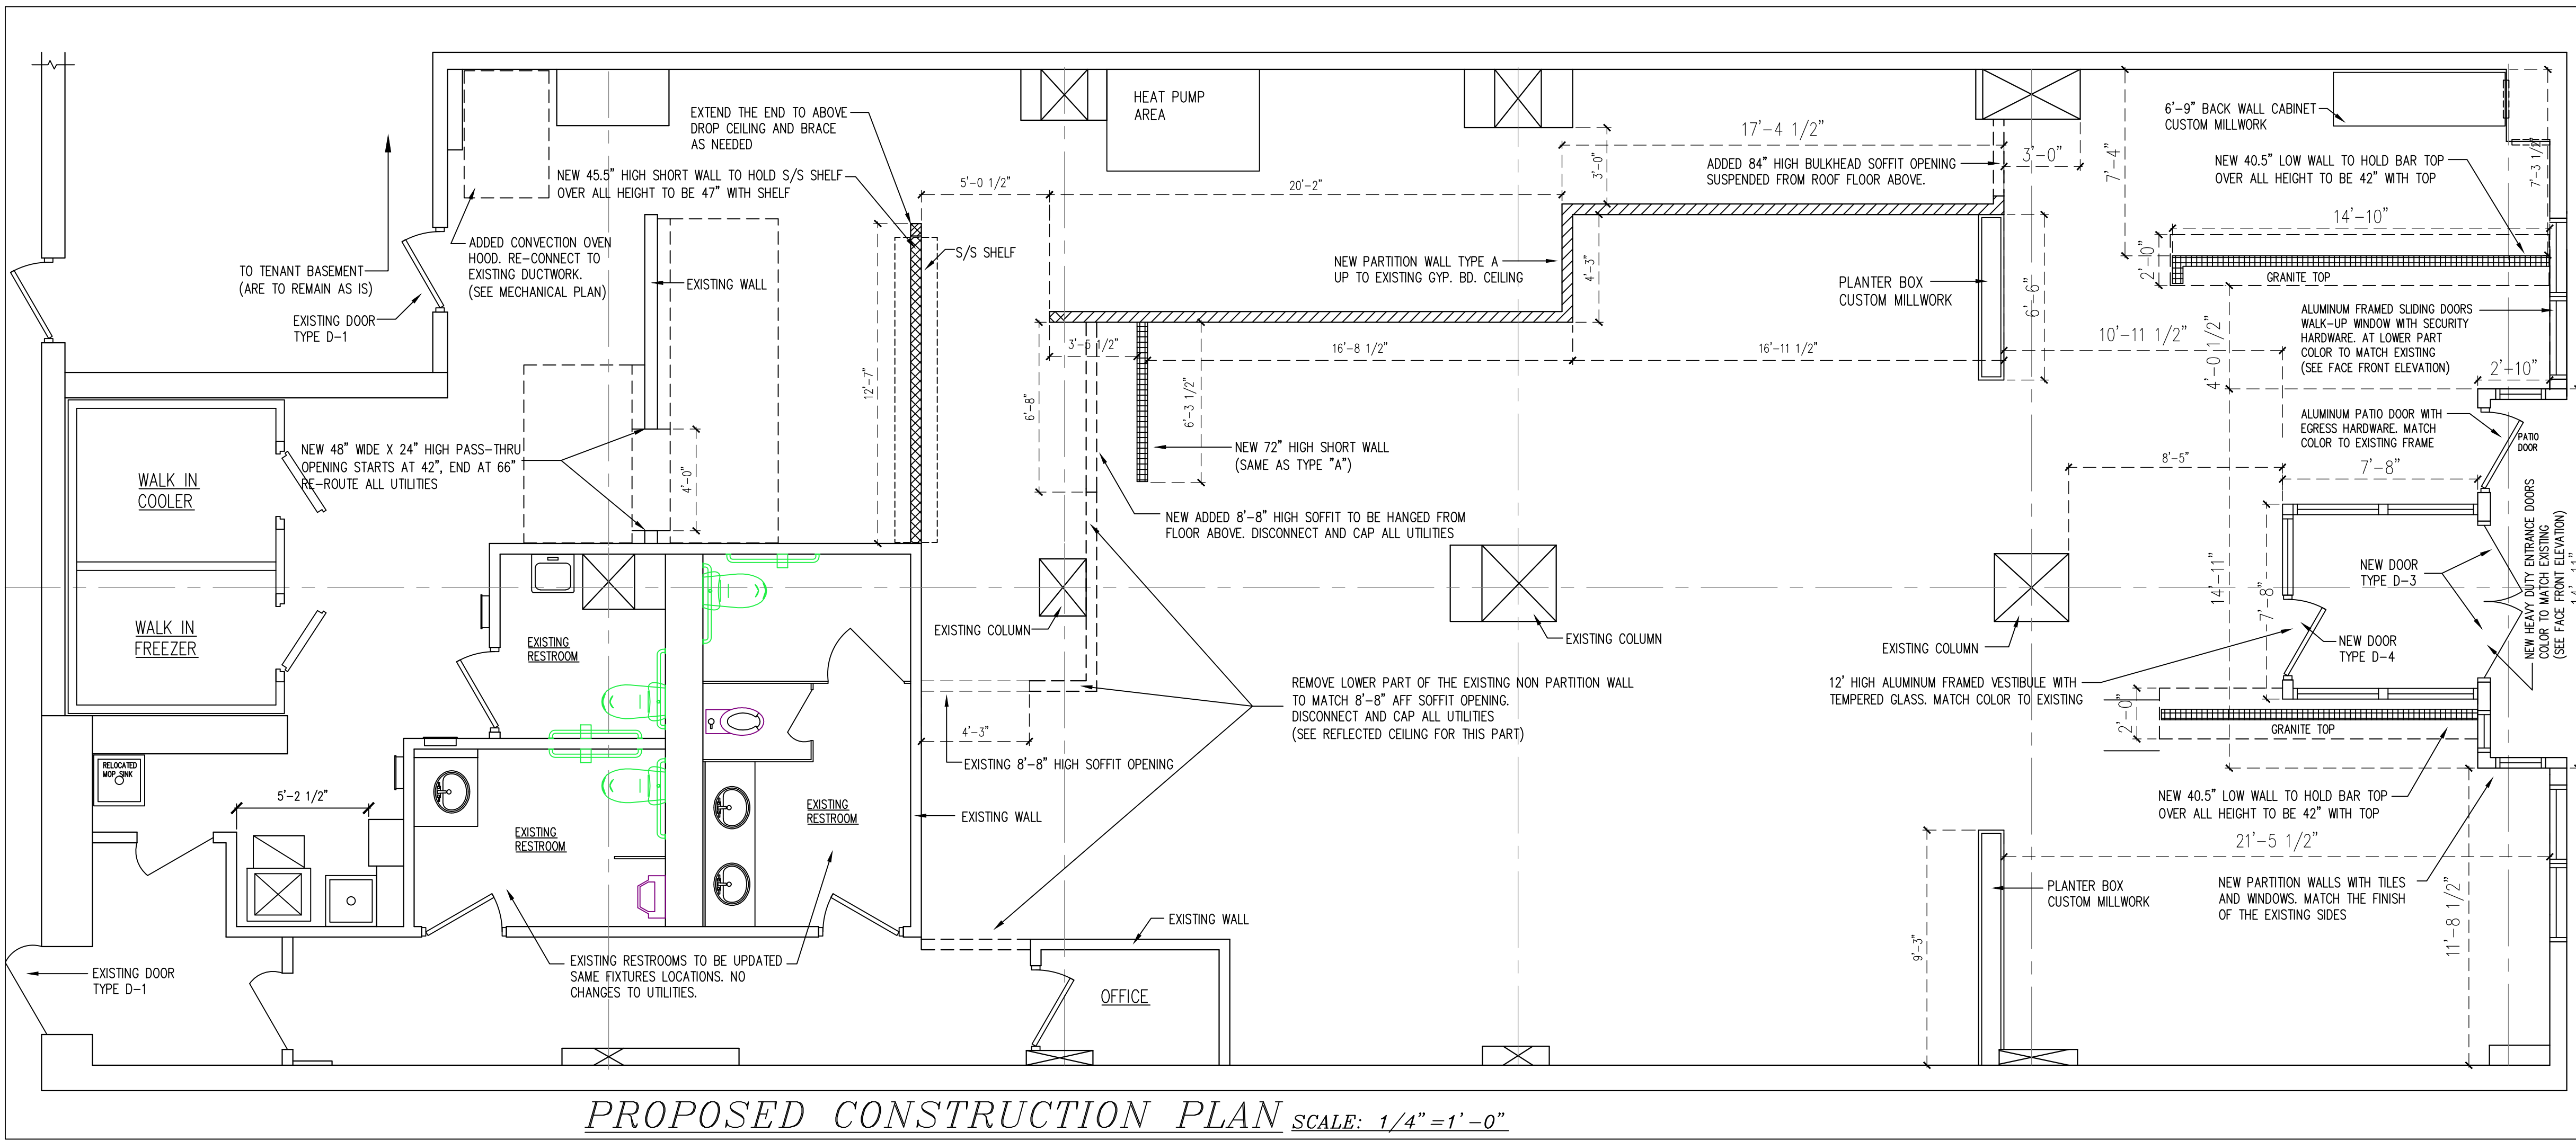 HEAT PUMP
AREA
EXTEND THE END TO ABOVE
DROP CEILING AND BRACE
AS NEEDED
NEW 45.5" HIGH SHORT WALL TO HOLD S/S SHELF
OVER ALL HEIGHT TO BE 47" WITH SHELF
5'-0 1/2"
20'-2"
3'-0"
17'-4 1/2"
ADDED 84" HIGH BULKHEAD SOFFIT OPENING
SUSPENDED FROM ROOF FLOOR ABOVE.
3'-0"
7'-4"
6'-9" BACK WALL CABINET
CUSTOM MILLWORK
NEW 40.5" LOW WALL TO HOLD BAR TOP
OVER ALL HEIGHT TO BE 42" WITH TOP
7'-3 1/2"
14'-10"
2'-0"
GRANITE TOP
TO TENANT BASEMENT
(ARE TO REMAIN AS IS)
EXISTING DOOR
TYPE D-1
ADDED CONVECTION OVEN
HOOD. RE-CONNECT TO
EXISTING DUCTWORK.
(SEE MECHANICAL PLAN)
EXISTING WALL
S/S SHELF
12'-7"
NEW PARTITION WALL TYPE A
UP TO EXISTING GYP. BD. CEILING
4'-3"
PLANTER BOX
CUSTOM MILLWORK
6'-6"
10'-11 1/2"
4'-0 1/2"
ALUMINUM FRAMED SLIDING DOORS
WALK-UP WINDOW WITH SECURITY
HARDWARE. AT LOWER PART
COLOR TO MATCH EXISTING
(SEE FACE FRONT ELEVATION)
2'-10"
3'-5 1/2"
16'-8 1/2"
16'-11 1/2"
6'-8"
6'-3 1/2"
NEW 72" HIGH SHORT WALL
(SAME AS TYPE "A")
ALUMINUM PATIO DOOR WITH
EGRESS HARDWARE. MATCH
COLOR TO EXISTING FRAME
PATIO
DOOR
8'-5"
7'-8"
NEW 48" WIDE X 24" HIGH PASS-THRU
OPENING STARTS AT 42", END AT 66"
RE-ROUTE ALL UTILITIES
4'-0"
WALK IN
COOLER
NEW ADDED 8'-8" HIGH SOFFIT TO BE HANGED FROM
FLOOR ABOVE. DISCONNECT AND CAP ALL UTILITIES
NEW HEAVY DUTY ENTRANCE DOORS
COLOR TO MATCH EXISTING
(SEE FACE FRONT ELEVATION)
NEW DOOR
TYPE D-3
14'-11"
7'-8"
14'-11"
NEW DOOR
TYPE D-4
WALK IN
FREEZER
EXISTING
RESTROOM
EXISTING COLUMN
EXISTING COLUMN
EXISTING COLUMN
REMOVE LOWER PART OF THE EXISTING NON PARTITION WALL
TO MATCH 8'-8" AFF SOFFIT OPENING.
DISCONNECT AND CAP ALL UTILITIES
(SEE REFLECTED CEILING FOR THIS PART)
12' HIGH ALUMINUM FRAMED VESTIBULE WITH
TEMPERED GLASS. MATCH COLOR TO EXISTING
2'-0"
GRANITE TOP
4'-3"
EXISTING 8'-8" HIGH SOFFIT OPENING
RELOCATED
MOP SINK
5'-2 1/2"
EXISTING
RESTROOM
EXISTING
RESTROOM
EXISTING WALL
NEW 40.5" LOW WALL TO HOLD BAR TOP
OVER ALL HEIGHT TO BE 42" WITH TOP
21'-5 1/2"
PLANTER BOX
CUSTOM MILLWORK
NEW PARTITION WALLS WITH TILES
AND WINDOWS. MATCH THE FINISH
OF THE EXISTING SIDES
11'-8 1/2"
9'-3"
EXISTING WALL
EXISTING RESTROOMS TO BE UPDATED
SAME FIXTURES LOCATIONS. NO
CHANGES TO UTILITIES.
EXISTING DOOR
TYPE D-1
OFFICE
PROPOSED CONSTRUCTION PLAN SCALE: 1/4"=1'-0"